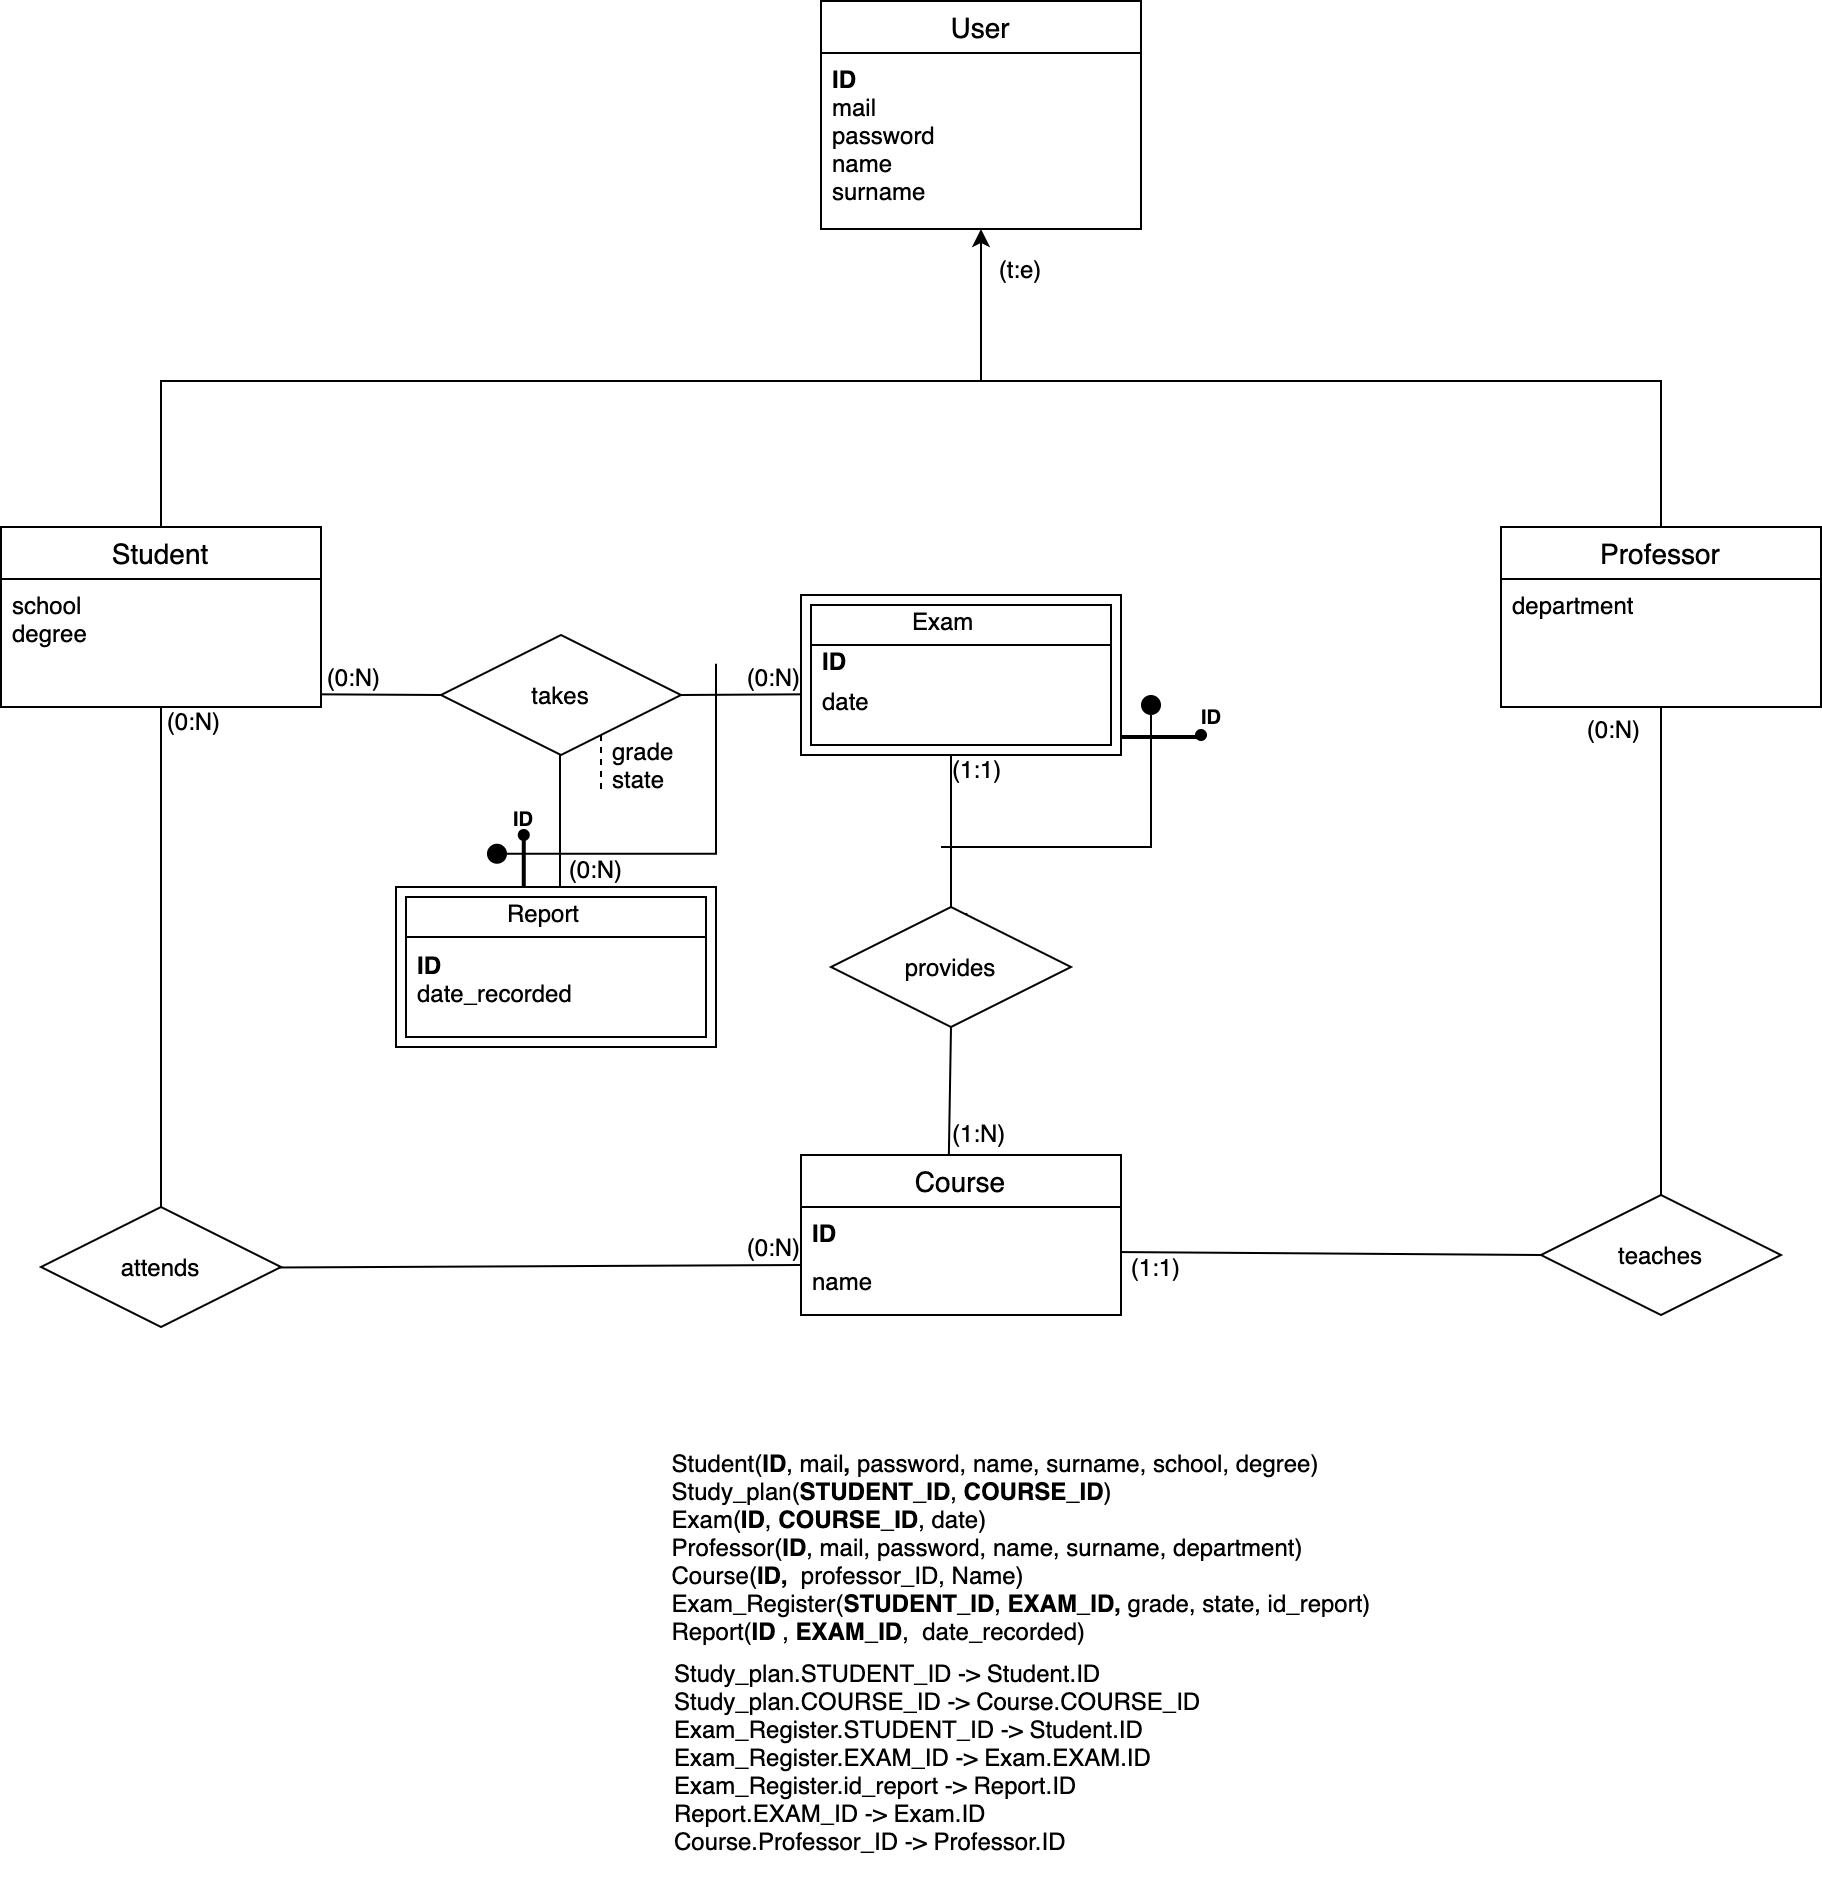 User
ID
mail
password
name
surname
(t:e)
Student
school
degree
(0:N)
(0:N)
takes
grade
state
(0:N)
Exam
ID
date
(1:1)
ID
Professor
department
(0:N)
ID
(0:N)
Report
ID
date_recorded
provides
(1:N)
attends
(0:N)
Course
ID
name
(1:1)
teaches
Student(ID, mail, password, name, surname, school, degree)
Study_plan(STUDENT_ID, COURSE_ID)
Exam(ID, COURSE_ID, date)
Professor(ID, mail, password, name, surname, department)
Course(ID,  professor_ID, Name)
Exam_Register(STUDENT_ID, EXAM_ID, grade, state, id_report)
Report(ID , EXAM_ID,  date_recorded)
Study_plan.STUDENT_ID -> Student.ID
Study_plan.COURSE_ID -> Course.COURSE_ID
Exam_Register.STUDENT_ID -> Student.ID
Exam_Register.EXAM_ID -> Exam.EXAM.ID
Exam_Register.id_report -> Report.ID
Report.EXAM_ID -> Exam.ID
Course.Professor_ID -> Professor.ID